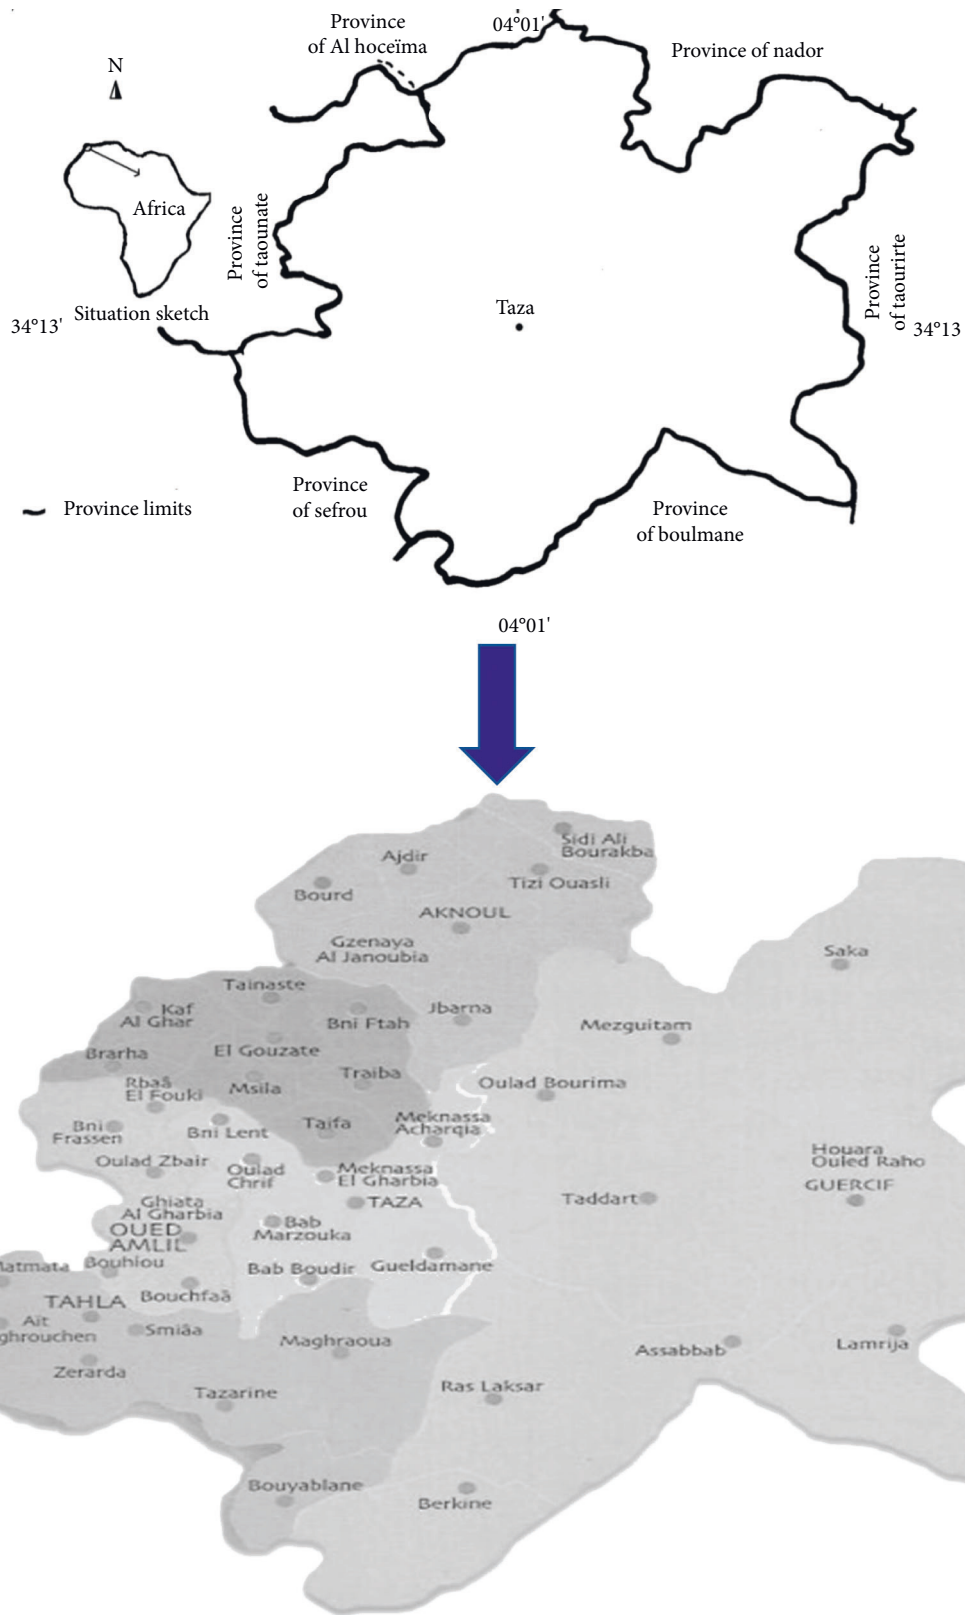 Province
of Al hoceïma
04°01'
Province of nador
N
Africa
Province
of taounate
Situation sketch
34°13'
Taza
Province
of taourirte
34°13
Province limits
Province
of sefrou
Province
of boulmane
04°01'
Sidi Ali
Bourakba
Ajdir
Tizi Ouasli
Bourd
AKNOUL
Gzenaya
Al Janoubia
Saka
Tainaste
Kaf
Al Ghar
Bni Ftah
Jbarna
Mezguitam
Brarha
El Gouzate
Rbaâ
El Fouki
Msila
Traiba
Oulad Bourima
Bni
Frassen
Bni Lent
Taifa
Meknassa
Acharqia
Oulad Zbair
Oulad
Chrif
Meknassa
El Gharbia
Houara
Ouled Raho
GUERCIF
Taddart
TAZA
Ghiata
Al Gharbia
OUED
AMLIL
Bab
Marzouka
Matmata
Bouhlou
Bab Boudir
Gueldamane
TAHLA
Bouchfaâ
Ait
ghrouchen
Smiâa
Maghraoua
Assabbab
Lamrija
Zerarda
Tazarine
Ras Laksar
Bouyablane
Berkine